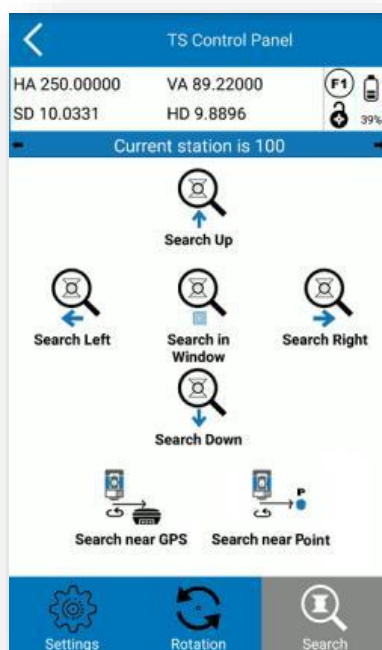 TS Control Panel
HA 250.00000 VA 89.22000 F1
SD 10.0331 HD 9.8896 39%
Current station is 100
Search Up
Search Left
Search in
Window
Search Right
Search Down
P
Search near GPS Search near Point
Settings Rotation Search